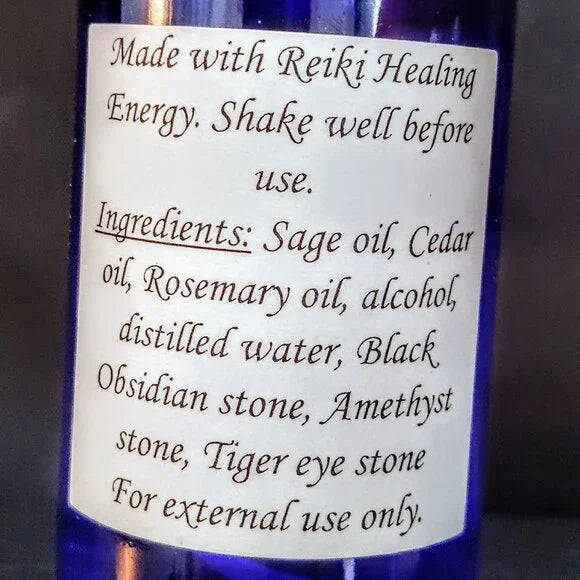 Made with Reiki Healing
Energy. Shake well before
use.
Ingredients: Sage oil, Cedar
oil, Rosemary oil, alcohol,
distilled water, Black
Obsidian stone, Amethyst
stone, Tiger eye stone
For external use only.